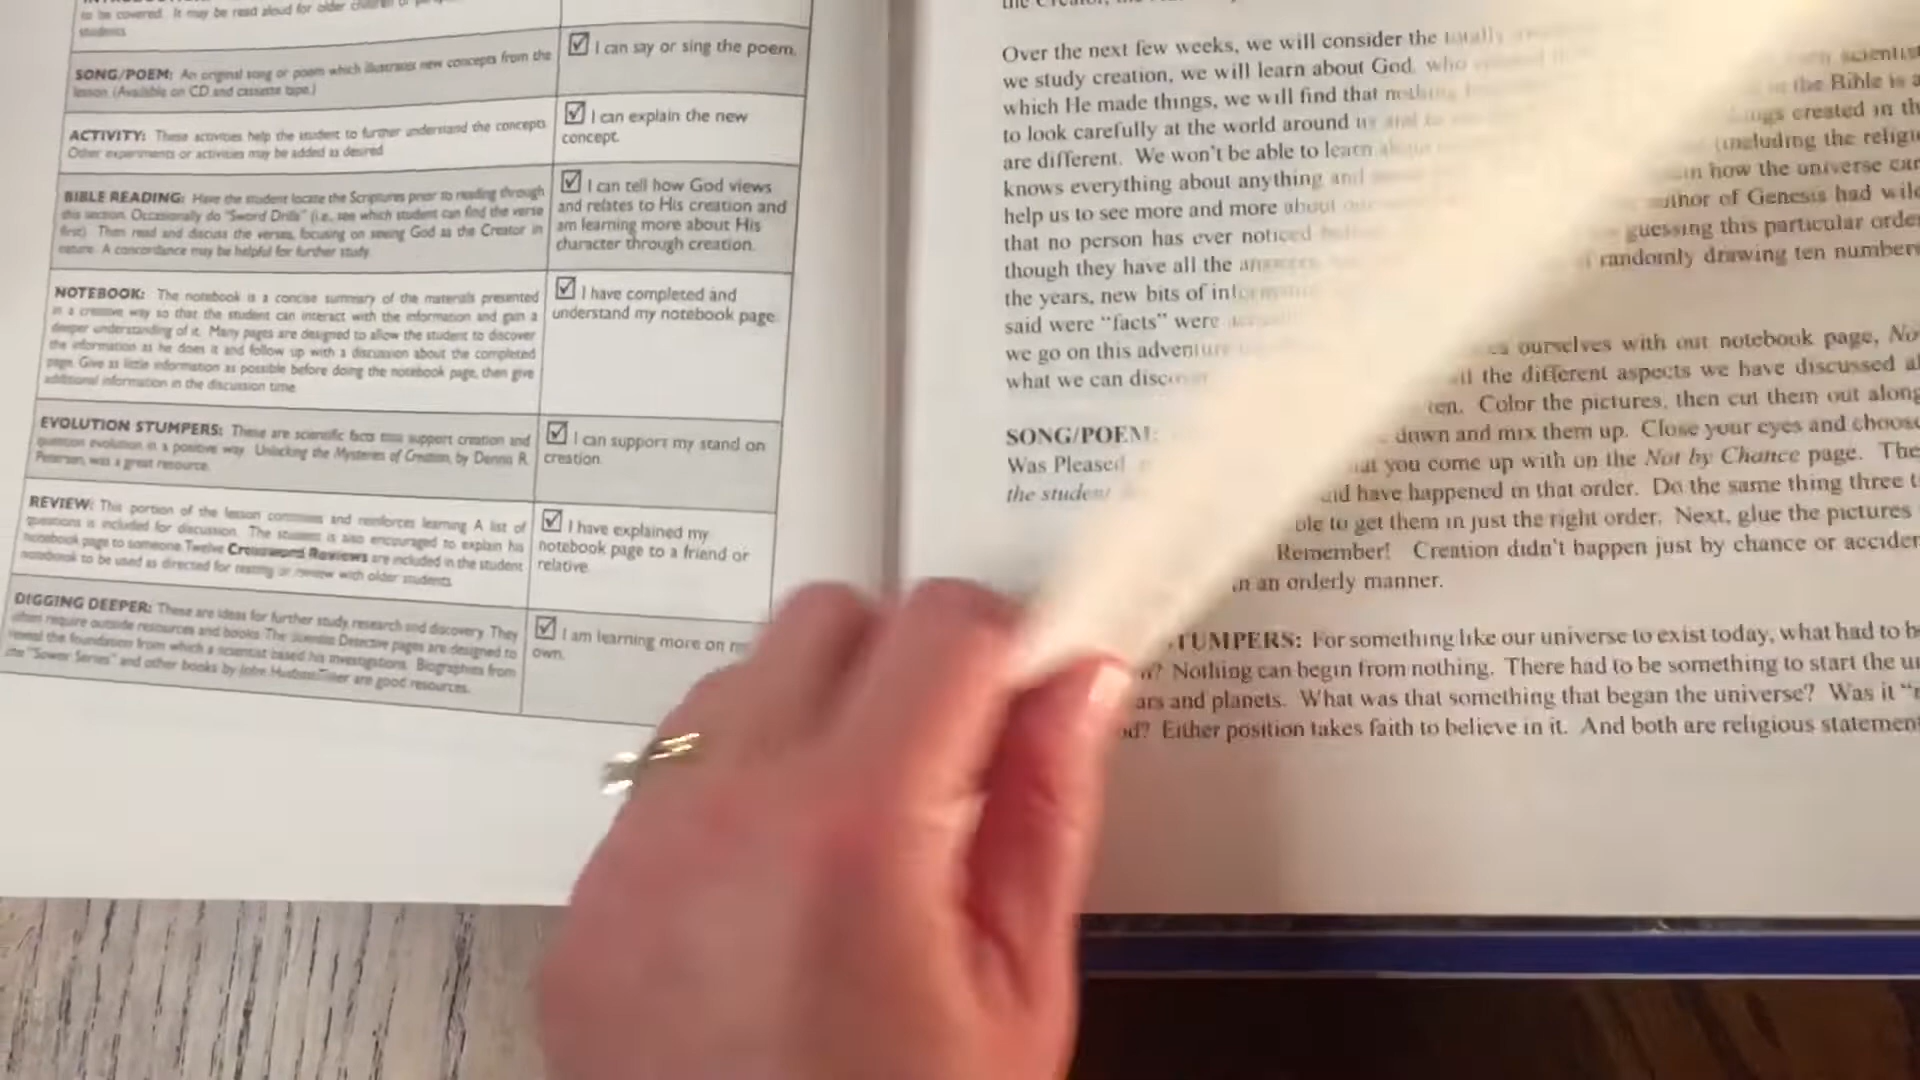 to be covered. It may be read aloud for older children or
students.
SONG/POEM: An original song or poem which illustrates new concepts from the
lesson. (Available on CD and cassette tape.)
I can say or sing the poem.
ACTIVITY: These activities help the student to further understand the concepts.
Other experiments or activities may be added as desired.
I can explain the new
concept.
BIBLE READING: Have the student locate the Scriptures prior to reading through
this section. Occasionally do "Sword Drills" (i.e., see which student can find the verse
first). Then read and discuss the verses, focusing on seeing God as the Creator in
nature. A concordance may be helpful for further study.
I can tell how God views
and relates to His creation and
am learning more about His
character through creation.
NOTEBOOK: The notebook is a concise summary of the materials presented
in a creative way so that the student can interact with the information and gain a
deeper understanding of it. Many pages are designed to allow the student to discover
the information as he does it and follow up with a discussion about the completed
page. Give as little information as possible before doing the notebook page, then give
additional information in the discussion time.
I have completed and
understand my notebook page.
EVOLUTION STUMPERS: These are scientific facts that support creation and
question evolution in a positive way. Unlocking the Mysteries of Creation, by Dennis R.
Petersen, was a great resource.
I can support my stand on
creation.
REVIEW: This portion of the lesson continues and reinforces learning. A list of
questions is included for discussion. The student is also encouraged to explain his
notebook page to someone. Twelve Crossword Reviews are included in the student
notebook to be used as directed for testing or review with older students.
I have explained my
notebook page to a friend or
relative.
DIGGING DEEPER: These are ideas for further study, research and discovery. They
often require outside resources and books. The Scientist Detective pages are designed to
reveal the foundation from which a scientist based his investigations. Biographies from
the "Sower Series" and other books by John Hudson Tiner are good resources.
I am learning more on my
own.
Over the next few weeks, we will consider the totally
we study creation, we will learn about God, who
which He made things, we will find that nothing
to look carefully at the world around us and to
are different. We won't be able to learn about
knows everything about anything and
help us to see more and more about our
that no person has ever noticed before
though they have all the answers
the years, new bits of information
said were "facts" were
we go on this adventure
what we can discover
SONG/POEM:
Was Pleased
the student
scientist
in the Bible is a
created in the
(including the
in how the universe
author of Genesis had
guessing this particular order
randomly drawing ten numbers
ourselves with out notebook page,
the different aspects we have discussed
Color the pictures, then cut them out along
down and mix them up. Close your eyes and choose
you come up with on the Not by Chance page.
have happened in that order. Do the same thing three
to get them in just the right order. Next, glue the pictures
Remember! Creation didn't happen just by chance or
in an orderly manner.
STUMPERS: For something like our universe to exist today, what had to
Nothing can begin from nothing. There had to be something to start the
and planets. What was that something that began the universe? Was it
Either position takes faith to believe in it. And both are religious